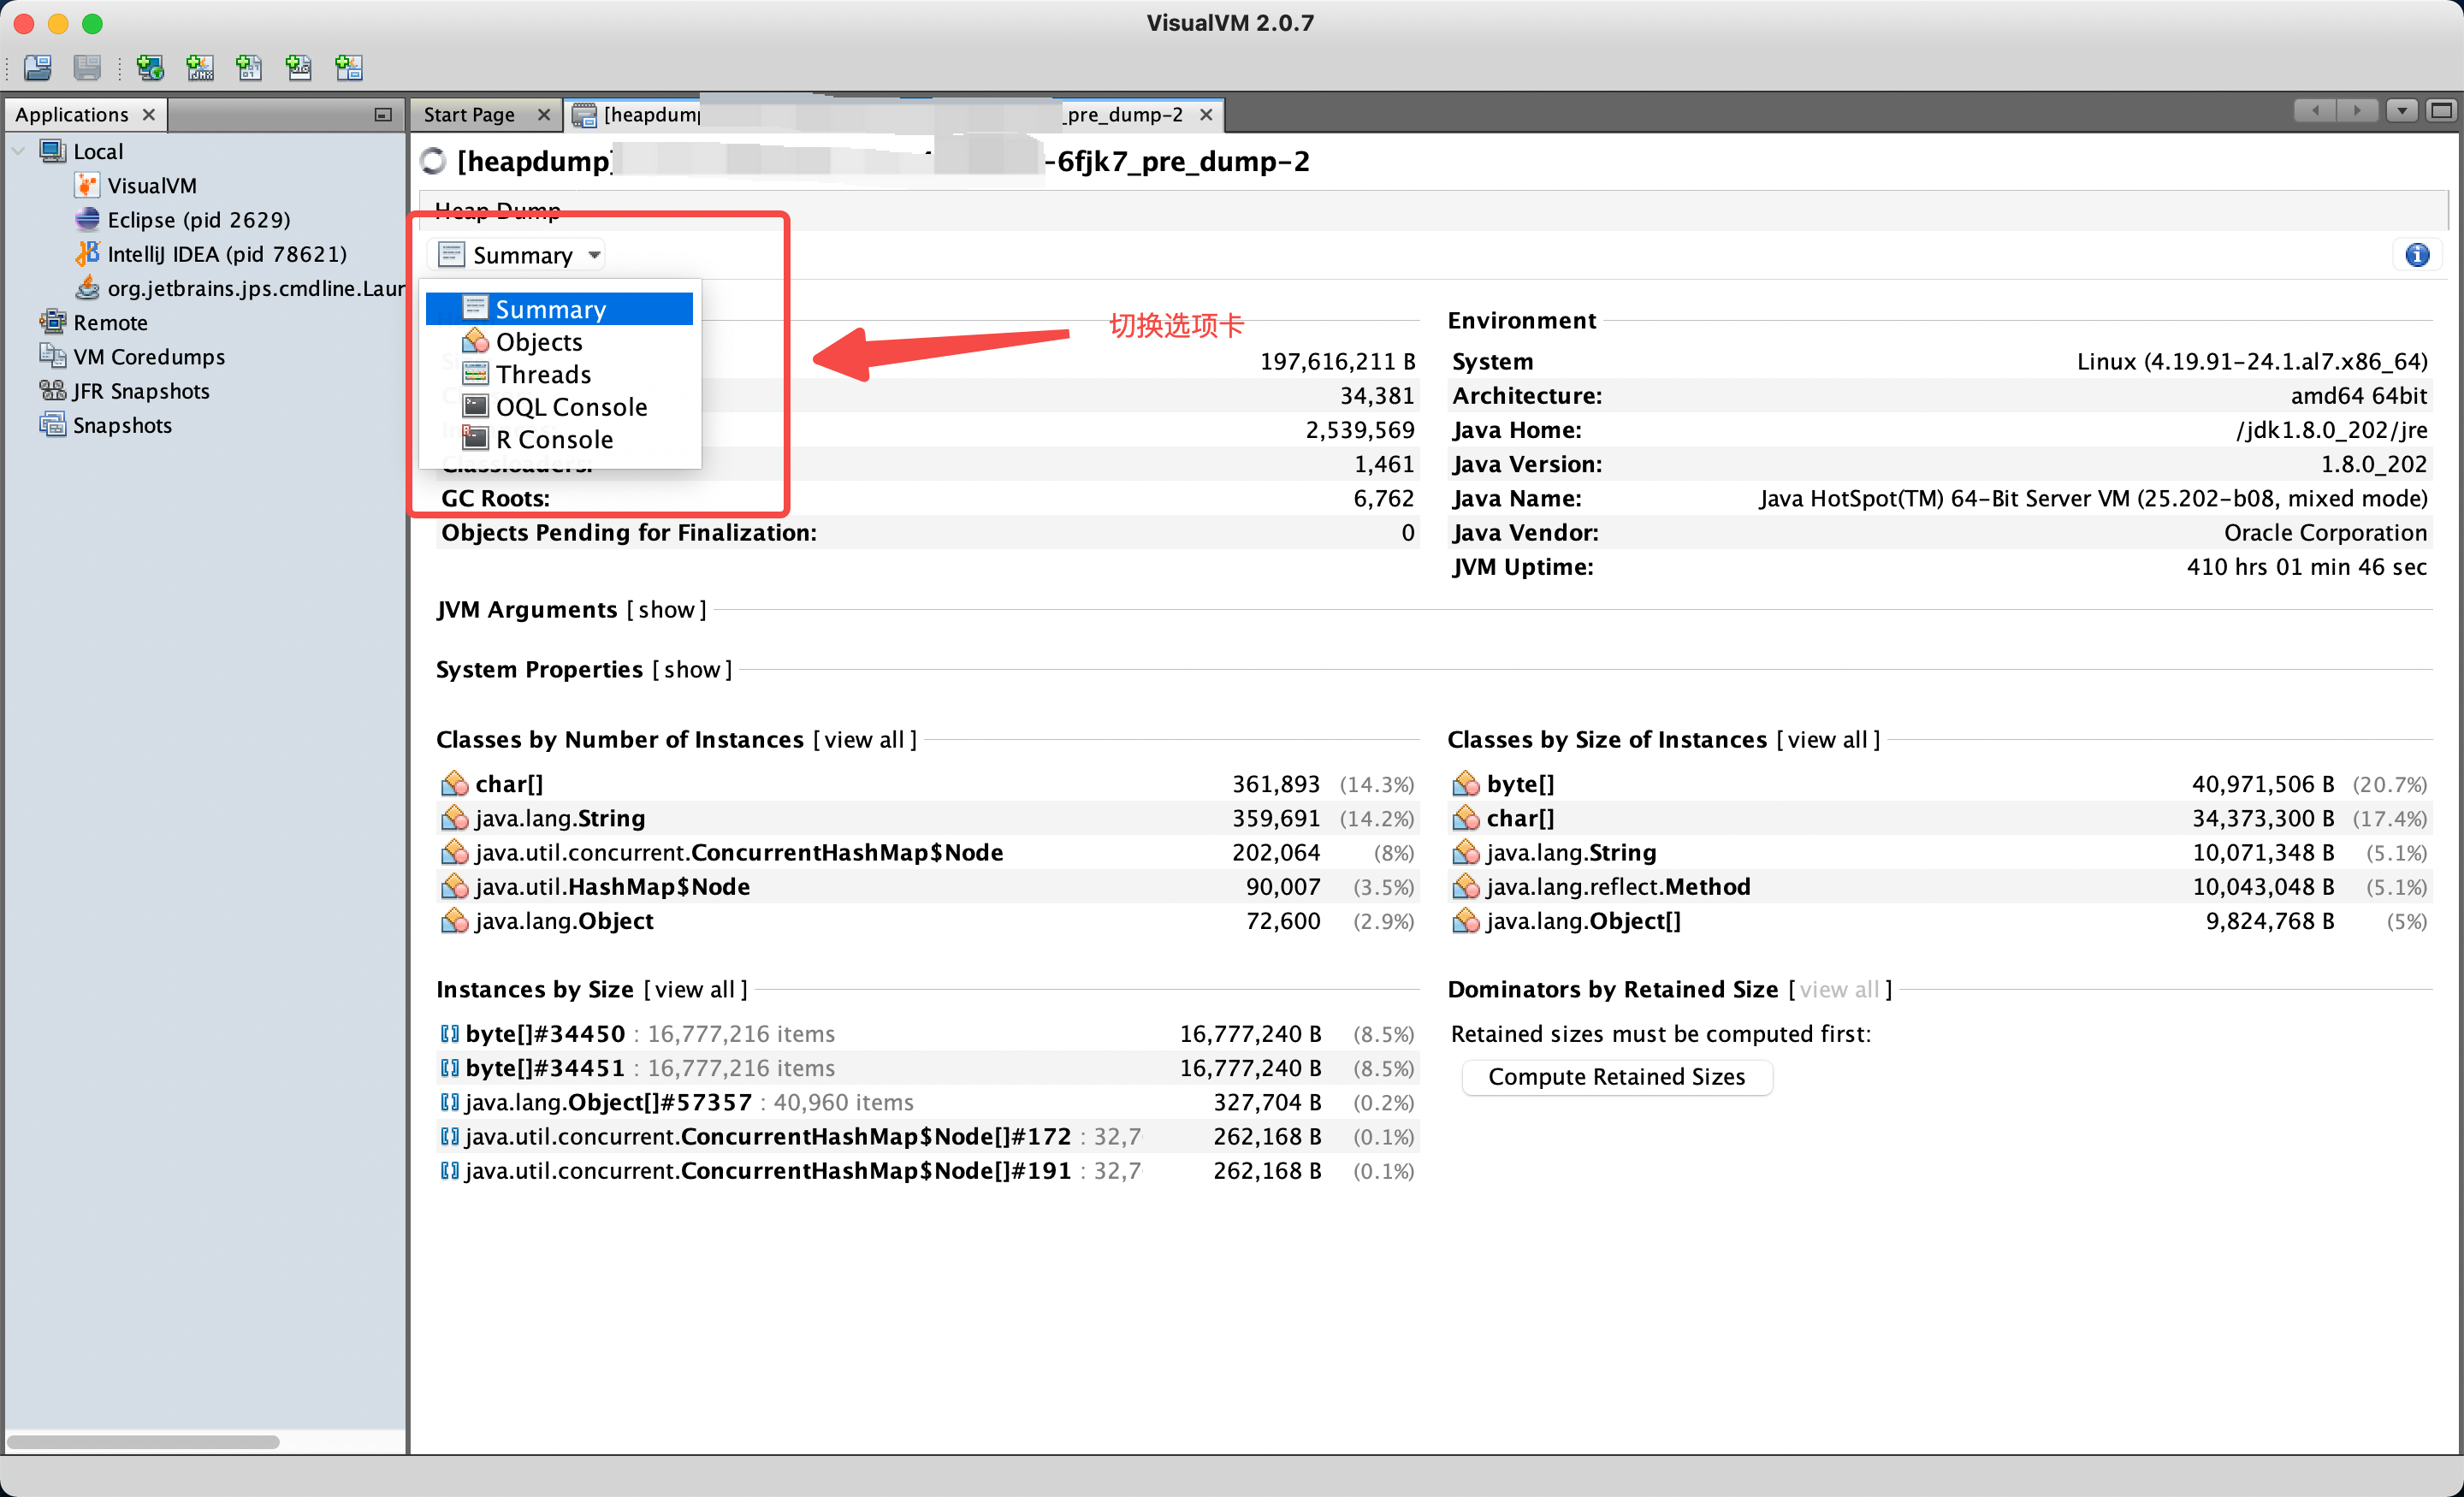 VisualVM 2.0.7
Applications
Start Page
[heapdump
_pre_dump-2
Local
VisualVM
Eclipse (pid 2629)
IntelliJ IDEA (pid 78621)
org.jetbrains.jps.cmdline.Laur
Remote
VM Coredumps
JFR Snapshots
Snapshots
[heapdump]
-6fjk7_pre_dump-2
Heap Dump
Summary
Summary
Objects
Threads
OQL Console
R Console
切换选项卡
197,616,211 B
34,381
2,539,569
Classloaders: 1,461
GC Roots: 6,762
Objects Pending for Finalization: 0
Environment
System Linux (4.19.91-24.1.al7.x86_64)
Architecture: amd64 64bit
Java Home: /jdk1.8.0_202/jre
Java Version: 1.8.0_202
Java Name: Java HotSpot(TM) 64-Bit Server VM (25.202-b08, mixed mode)
Java Vendor: Oracle Corporation
JVM Uptime: 410 hrs 01 min 46 sec
JVM Arguments [show]
System Properties [show]
Classes by Number of Instances [view all]
char[] 361,893 (14.3%)
java.lang.String 359,691 (14.2%)
java.util.concurrent.ConcurrentHashMap$Node 202,064 (8%)
java.util.HashMap$Node 90,007 (3.5%)
java.lang.Object 72,600 (2.9%)
Classes by Size of Instances [view all]
byte[] 40,971,506 B (20.7%)
char[] 34,373,300 B (17.4%)
java.lang.String 10,071,348 B (5.1%)
java.lang.reflect.Method 10,043,048 B (5.1%)
java.lang.Object[] 9,824,768 B (5%)
Instances by Size [view all]
byte[]#34450 : 16,777,216 items 16,777,240 B (8.5%)
byte[]#34451 : 16,777,216 items 16,777,240 B (8.5%)
java.lang.Object[]#57357 : 40,960 items 327,704 B (0.2%)
java.util.concurrent.ConcurrentHashMap$Node[]#172 : 32,7 262,168 B (0.1%)
java.util.concurrent.ConcurrentHashMap$Node[]#191 : 32,7 262,168 B (0.1%)
Dominators by Retained Size [view all]
Retained sizes must be computed first:
Compute Retained Sizes